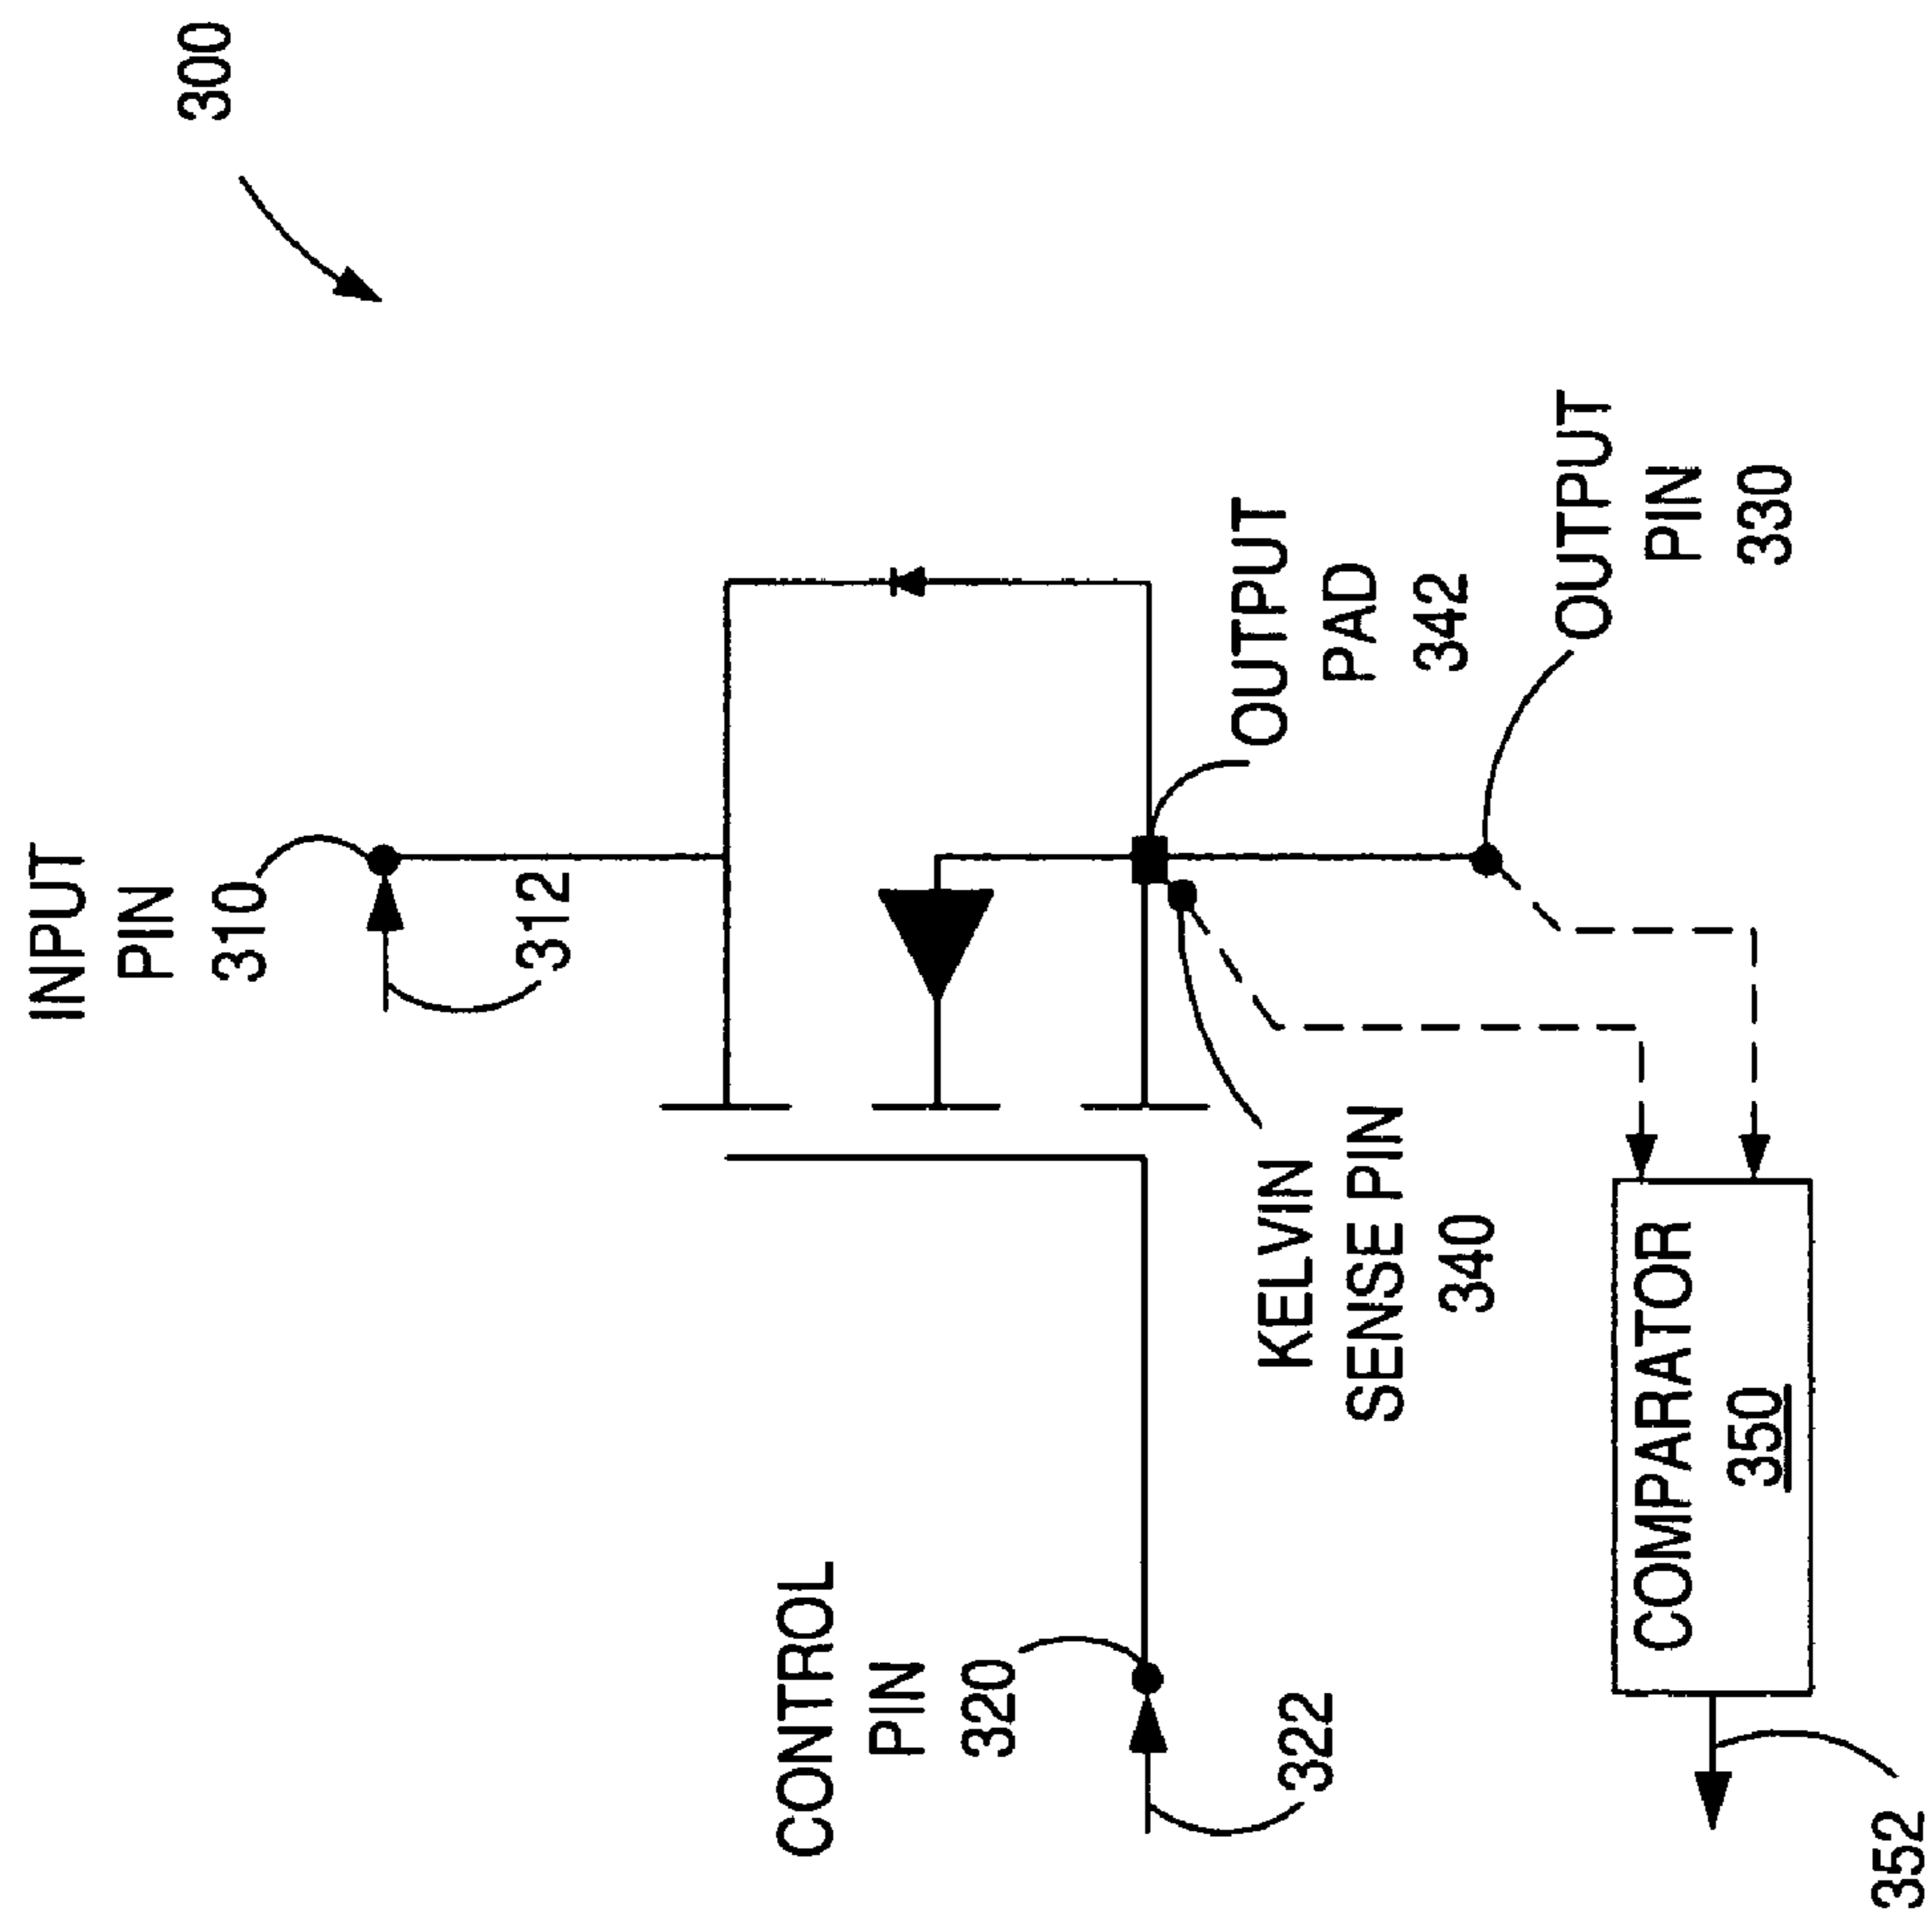 300
INPUT
PIN
310
312
CONTROL
PIN
320
322
OUTPUT
PAD
342
KELVIN
SENSE PIN
340
OUTPUT
PIN
330
COMPARATOR
350
352